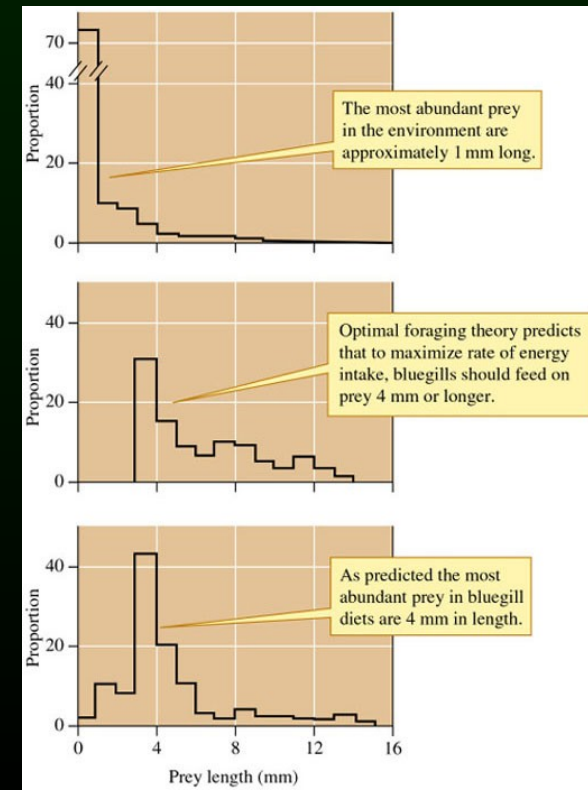 70
40
20
0
Proportion
The most abundant prey
in the environment are
approximately 1 mm long.
40
20
0
Proportion
Optimal foraging theory predicts
that to maximize rate of energy
intake, bluegills should feed on
prey 4 mm or longer.
40
20
0
Proportion
As predicted the most
abundant prey in bluegill
diets are 4 mm in length.
0 4 8 12 16
Prey length (mm)